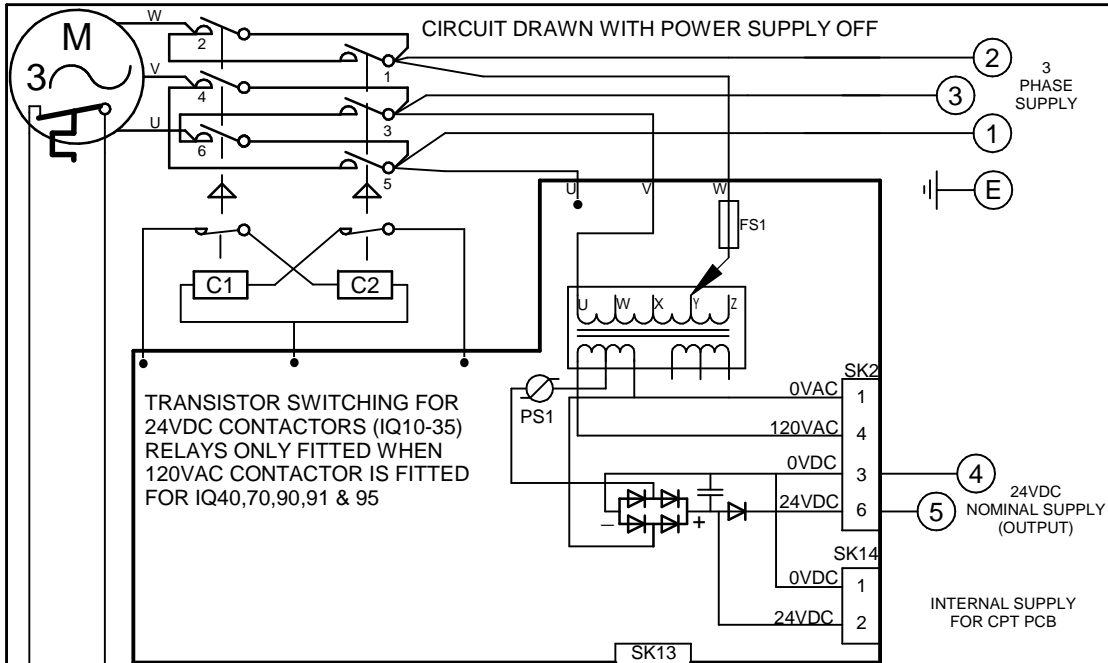 CIRCUIT DRAWN WITH POWER SUPPLY OFF
W
M
3
V
U
2
4
6
1
3
5
2
3
1
E
3
PHASE
SUPPLY
U
V
W
FS1
C1
C2
U
W
X
Y
Z
PS1
TRANSISTOR SWITCHING FOR
24VDC CONTACTORS (IQ10-35)
RELAYS ONLY FITTED WHEN
120VAC CONTACTOR IS FITTED
FOR IQ40,70,90,91 & 95
SK2
0VAC
1
120VAC
4
0VDC
3
24VDC
6
4
5
24VDC
NOMINAL SUPPLY
(OUTPUT)
–
+
SK14
0VDC
1
24VDC
2
INTERNAL SUPPLY
FOR CPT PCB
SK13